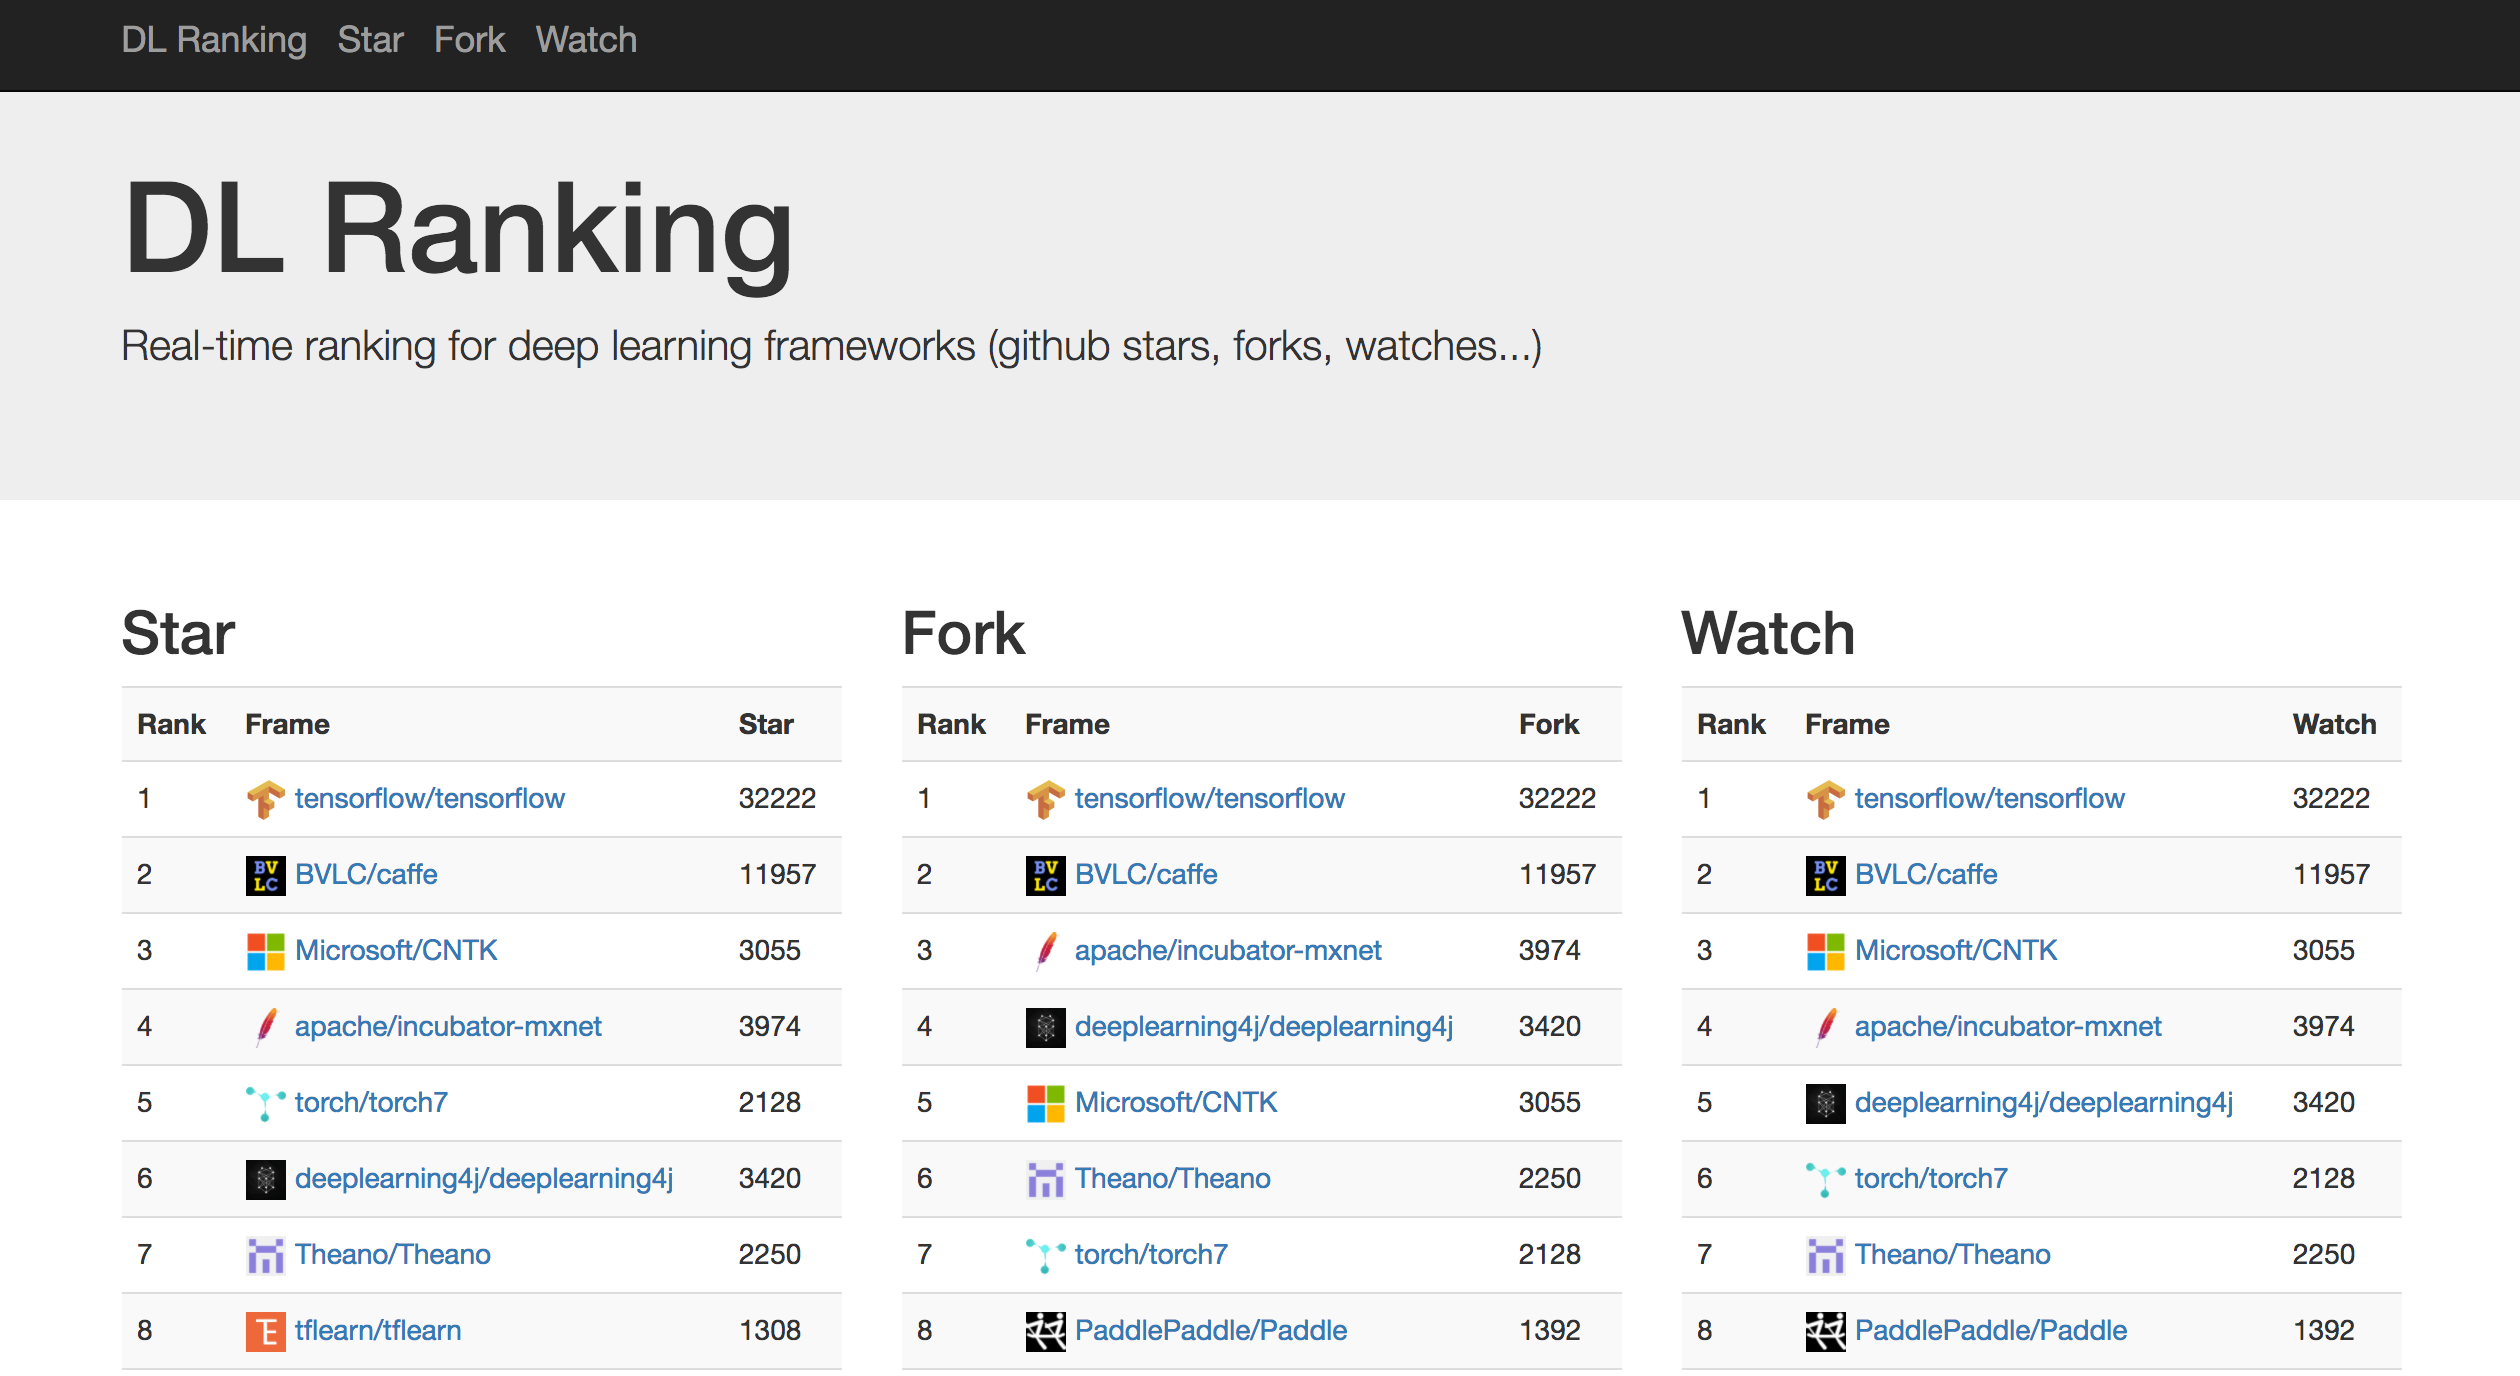 DL Ranking Star Fork Watch
DL Ranking
Real-time ranking for deep learning frameworks (github stars, forks, watches...)
Star
Rank Frame Star
1 tensorflow/tensorflow 32222
2 BVLC/caffe 11957
3 Microsoft/CNTK 3055
4 apache/incubator-mxnet 3974
5 torch/torch7 2128
6 deeplearning4j/deeplearning4j 3420
7 Theano/Theano 2250
8 tflearn/tflearn 1308
Fork
Rank Frame Fork
1 tensorflow/tensorflow 32222
2 BVLC/caffe 11957
3 apache/incubator-mxnet 3974
4 deeplearning4j/deeplearning4j 3420
5 Microsoft/CNTK 3055
6 Theano/Theano 2250
7 torch/torch7 2128
8 PaddlePaddle/Paddle 1392
Watch
Rank Frame Watch
1 tensorflow/tensorflow 32222
2 BVLC/caffe 11957
3 Microsoft/CNTK 3055
4 apache/incubator-mxnet 3974
5 deeplearning4j/deeplearning4j 3420
6 torch/torch7 2128
7 Theano/Theano 2250
8 PaddlePaddle/Paddle 1392